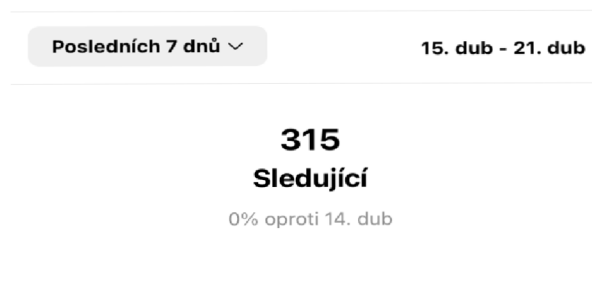 Posledních 7 dnů
15. dub - 21. dub
315
Sledující
0% oproti 14. dub